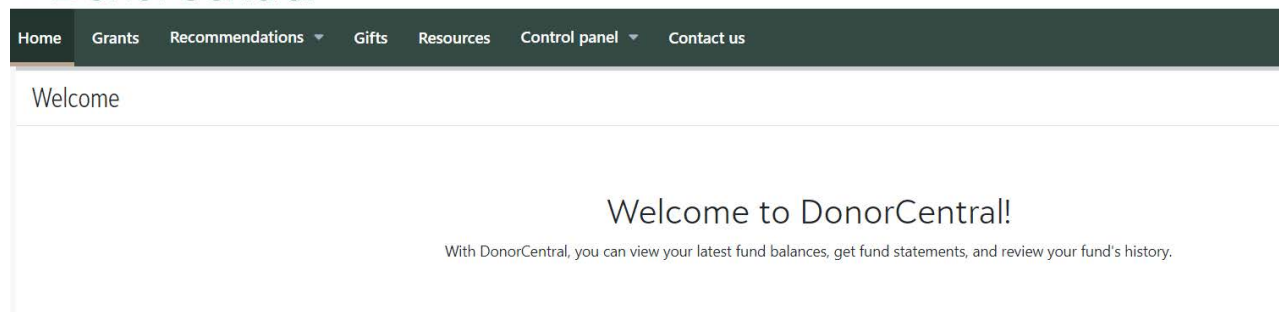 Home Grants Recommendations Gifts Resources Control panel Contact us
Welcome
Welcome to DonorCentral!
With DonorCentral, you can view your latest fund balances, get fund statements, and review your fund's history.